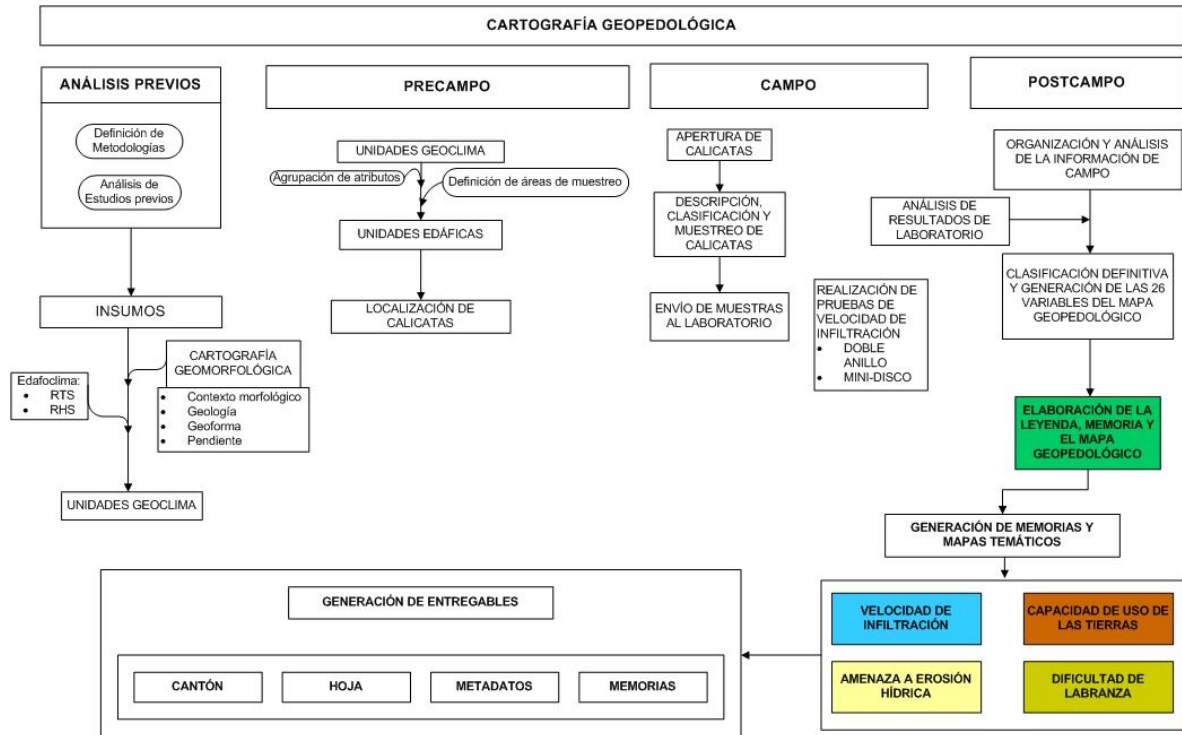 CARTOGRAFÍA GEOPEDOLÓGICA
ANÁLISIS PREVIOS
Definición de
Metodologías
Análisis de
Estudios previos
INSUMOS
CARTOGRAFÍA
GEOMORFOLÓGICA
• Contexto morfológico
• Geología
• Geoforma
• Pendiente
Edafoclima:
• RTS
• RHS
UNIDADES GEOCLIMA
PRECAMPO
UNIDADES GEOCLIMA
Agrupación de atributos
Definición de áreas de muestreo
UNIDADES EDÁFICAS
LOCALIZACIÓN DE
CALICATAS
CAMPO
APERTURA DE
CALICATAS
DESCRIPCIÓN,
CLASIFICACIÓN Y
MUESTREO DE
CALICATAS
ENVÍO DE MUESTRAS
AL LABORATORIO
REALIZACIÓN DE
PRUEBAS DE
VELOCIDAD DE
INFILTRACIÓN
• DOBLE
ANILLO
• MINI-DISCO
POSTCAMPO
ORGANIZACIÓN Y ANÁLISIS
DE LA INFORMACIÓN DE
CAMPO
ANÁLISIS DE
RESULTADOS DE
LABORATORIO
CLASIFICACIÓN DEFINITIVA
Y GENERACIÓN DE LAS 26
VARIABLES DEL MAPA
GEOPEDOLÓGICO
ELABORACIÓN DE LA
LEYENDA, MEMORIA Y
EL MAPA
GEOPEDOLÓGICO
GENERACIÓN DE MEMORIAS Y
MAPAS TEMÁTICOS
VELOCIDAD DE
INFILTRACIÓN
CAPACIDAD DE USO DE
LAS TIERRAS
AMENAZA A EROSIÓN
HÍDRICA
DIFICULTAD DE
LABRANZA
GENERACIÓN DE ENTREGABLES
CANTÓN
HOJA
METADATOS
MEMORIAS